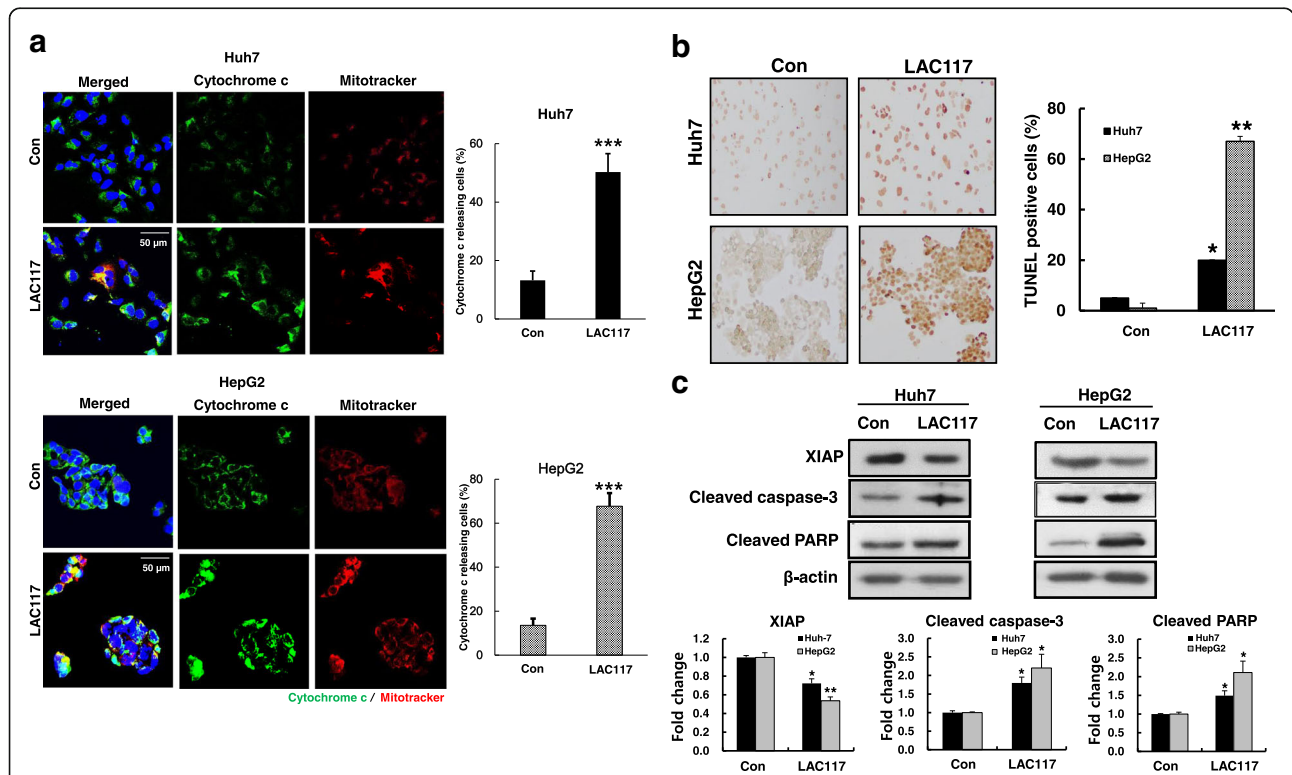 a
Huh7
Merged Cytochrome c Mitotracker
Con
LAC117
50 µm
Huh7
Cytochrome c releasing cells (%)
60
40
20
0
***
Con LAC117
HepG2
Merged Cytochrome c Mitotracker
Con
LAC117
50 µm
Cytochrome c / Mitotracker
HepG2
Cytochrome c releasing cells (%)
80
60
40
20
0
***
Con LAC117
b
Con LAC117
Huh7
HepG2
TUNEL positive cells (%)
80
60
40
20
0
Huh7
HepG2
*
**
Con LAC117
c
Huh7 HepG2
Con LAC117 Con LAC117
XIAP
Cleaved caspase-3
Cleaved PARP
β-actin
XIAP
Fold change
1.2
1.0
0.8
0.6
0.4
0.2
0.0
Huh-7
HepG2
*
**
Con LAC117
Cleaved caspase-3
Fold change
3.0
2.5
2.0
1.5
1.0
0.5
0.0
Huh7
HepG2
*
*
Con LAC117
Cleaved PARP
Fold change
3.0
2.5
2.0
1.5
1.0
0.5
0.0
Huh7
HepG2
*
*
Con LAC117